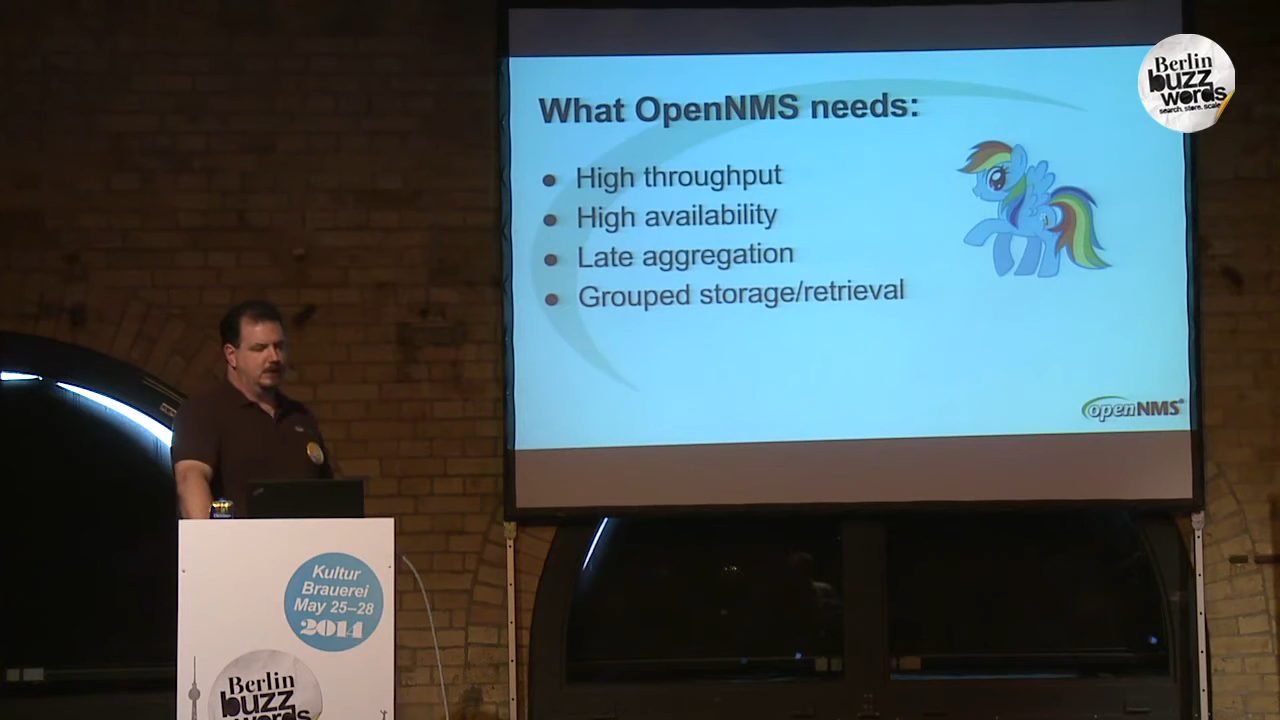 What OpenNMS needs:
High throughput
High availability
Late aggregation
Grouped storage/retrieval
openNMS
Berlin
buzz
words
search. store. scale
Kultur
Brauerei
May 25–28
2014
Berlin
buzz
words